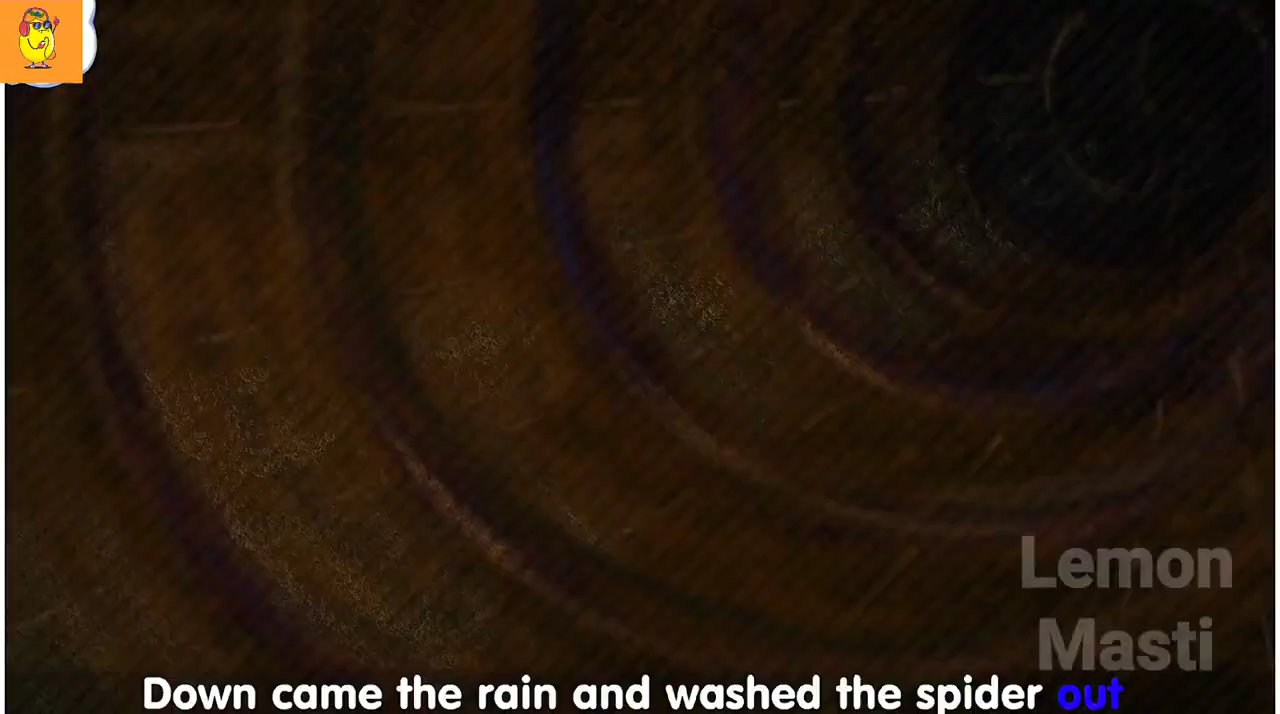 Lemon
Masti
Down came the rain and washed the spider out